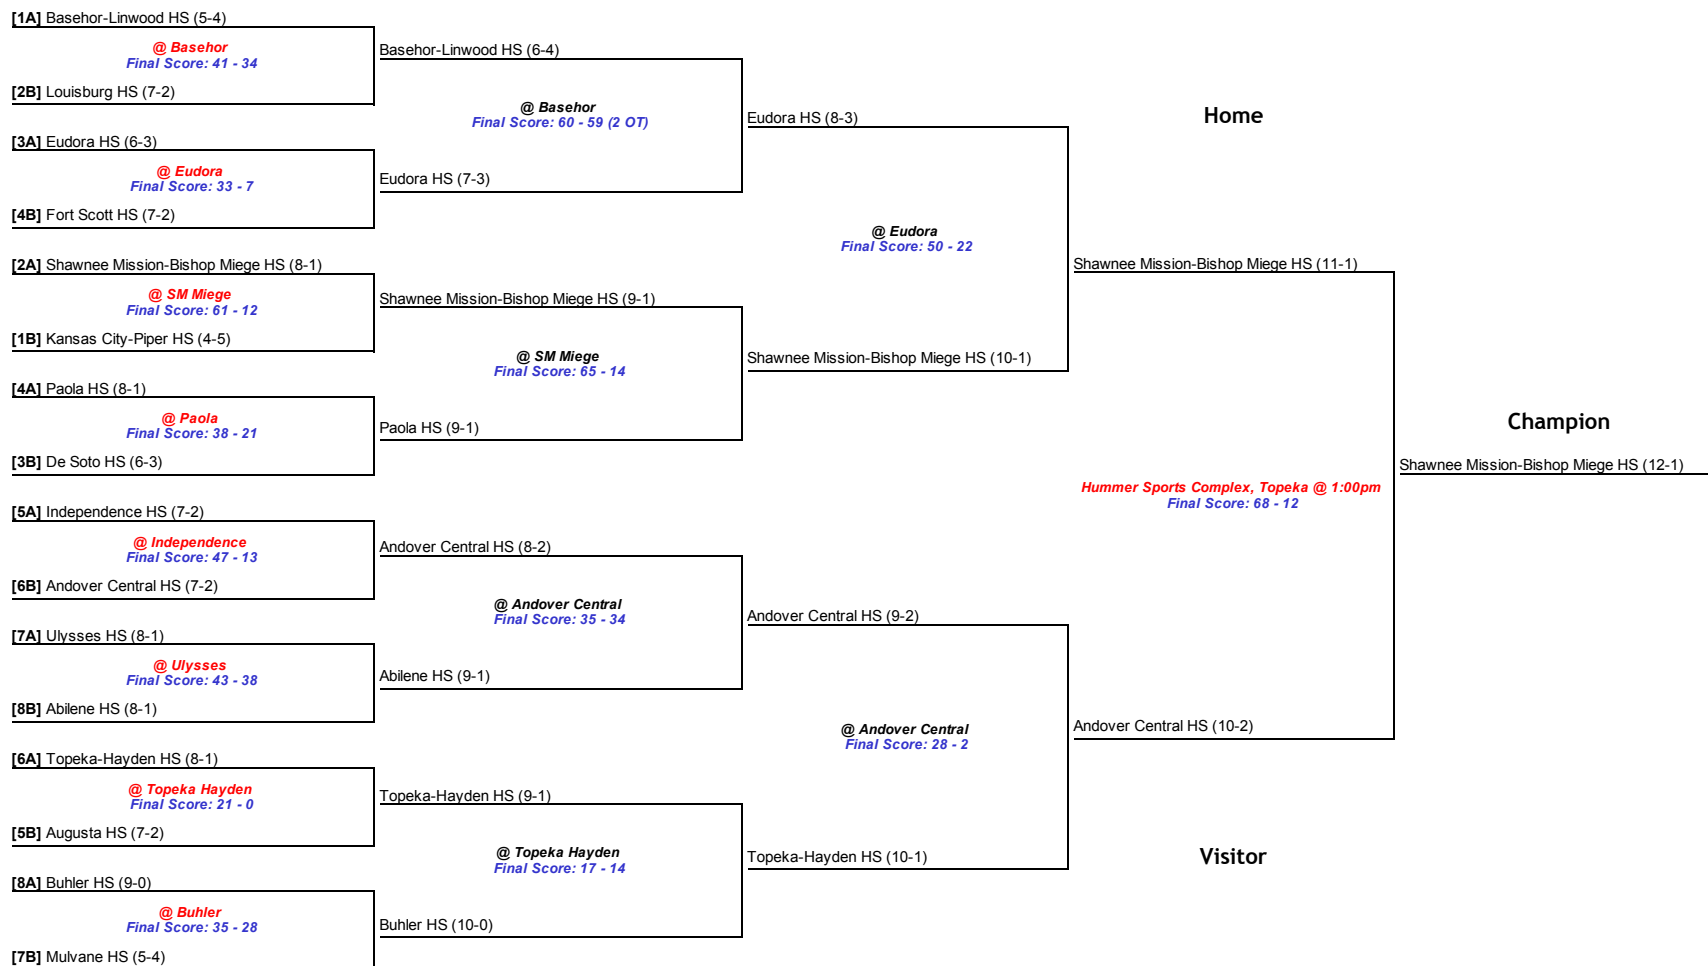 [1A] Basehor-Linwood HS (5-4)
@ Basehor
Final Score: 41 - 34
[2B] Louisburg HS (7-2)
[3A] Eudora HS (6-3)
@ Eudora
Final Score: 33 - 7
[4B] Fort Scott HS (7-2)
[2A] Shawnee Mission-Bishop Miege HS (8-1)
@ SM Miege
Final Score: 61 - 12
[1B] Kansas City-Piper HS (4-5)
[4A] Paola HS (8-1)
@ Paola
Final Score: 38 - 21
[3B] De Soto HS (6-3)
[5A] Independence HS (7-2)
@ Independence
Final Score: 47 - 13
[6B] Andover Central HS (7-2)
[7A] Ulysses HS (8-1)
@ Ulysses
Final Score: 43 - 38
[8B] Abilene HS (8-1)
[6A] Topeka-Hayden HS (8-1)
@ Topeka Hayden
Final Score: 21 - 0
[5B] Augusta HS (7-2)
[8A] Buhler HS (9-0)
@ Buhler
Final Score: 35 - 28
[7B] Mulvane HS (5-4)
Basehor-Linwood HS (6-4)
@ Basehor
Final Score: 60 - 59 (2 OT)
Eudora HS (7-3)
Shawnee Mission-Bishop Miege HS (9-1)
@ SM Miege
Final Score: 65 - 14
Paola HS (9-1)
Andover Central HS (8-2)
@ Andover Central
Final Score: 35 - 34
Abilene HS (9-1)
Topeka-Hayden HS (9-1)
@ Topeka Hayden
Final Score: 17 - 14
Buhler HS (10-0)
Eudora HS (8-3)
@ Eudora
Final Score: 50 - 22
Shawnee Mission-Bishop Miege HS (10-1)
Andover Central HS (9-2)
@ Andover Central
Final Score: 28 - 2
Topeka-Hayden HS (10-1)
Home
Shawnee Mission-Bishop Miege HS (11-1)
Hummer Sports Complex, Topeka @ 1:00pm
Final Score: 68 - 12
Andover Central HS (10-2)
Visitor
Champion
Shawnee Mission-Bishop Miege HS (12-1)